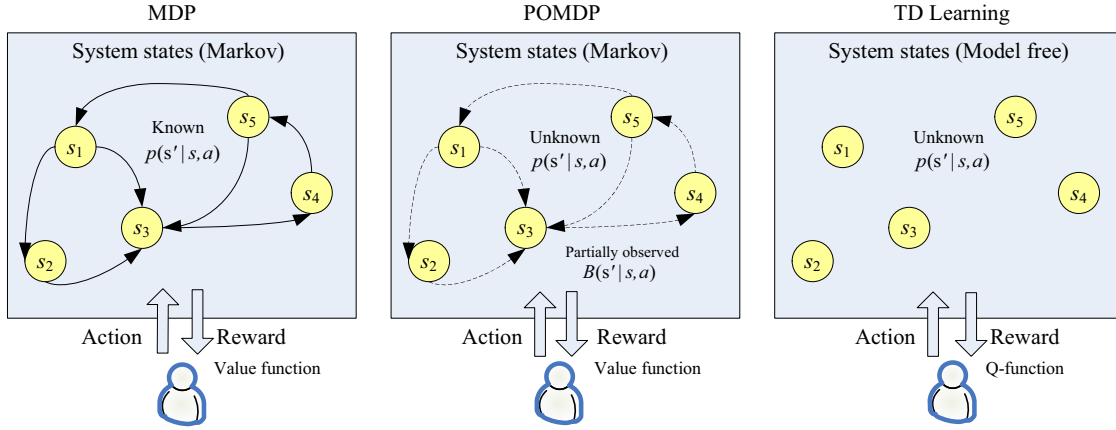 MDP
System states (Markov)
s5
Known
p(s'|s,a)
s1
s4
s3
s2
Action
Reward
Value function
POMDP
System states (Markov)
s5
Unknown
p(s'|s,a)
s1
s4
s3
Partially observed
B(s'|s,a)
s2
Action
Reward
Value function
TD Learning
System states (Model free)
s5
Unknown
p(s'|s,a)
s1
s4
s3
s2
Action
Reward
Q-function